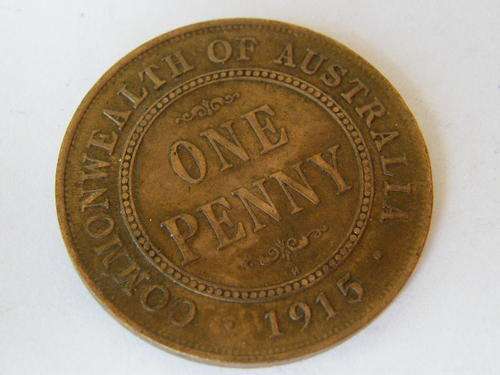 COMMONWEALTH OF AUSTRALIA
ONE
PENNY
H
1915